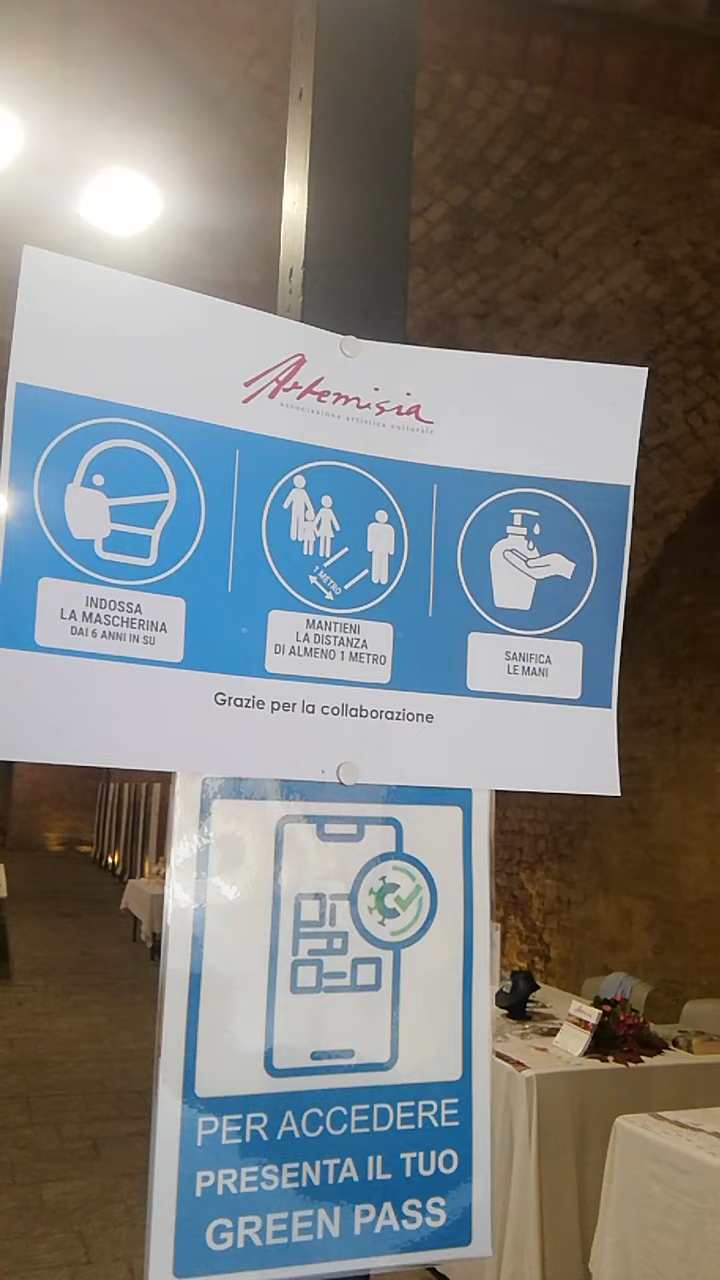 Artemisia
associazione artistica culturale
1 METRO
INDOSSA
LA MASCHERINA
DAI 6 ANNI IN SU
MANTIENI
LA DISTANZA
DI ALMENO 1 METRO
SANIFICA
LE MANI
Grazie per la collaborazione
PER ACCEDERE
PRESENTA IL TUO
GREEN PASS